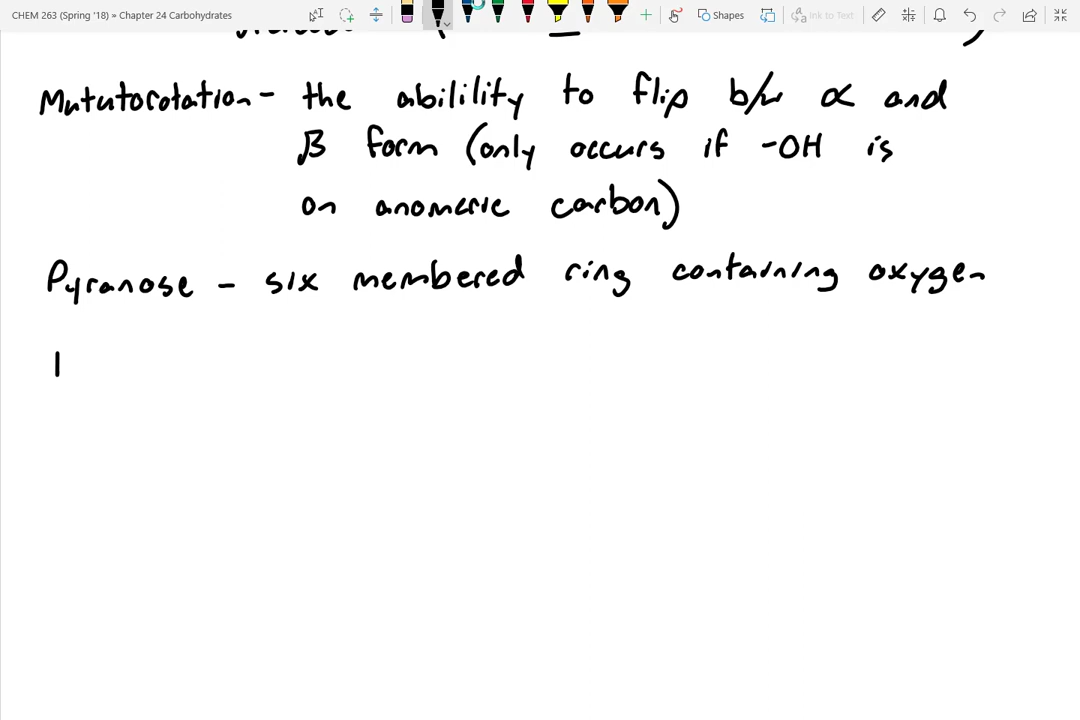 CHEM 263 (Spring '18) » Chapter 24 Carbohydrates
Shapes
Ink to Text
Mututorotation - the abilility to flip b/w α and
β form (only occurs if -OH is
on anomeric carbon)
Pyranose - six membered ring containing oxygen